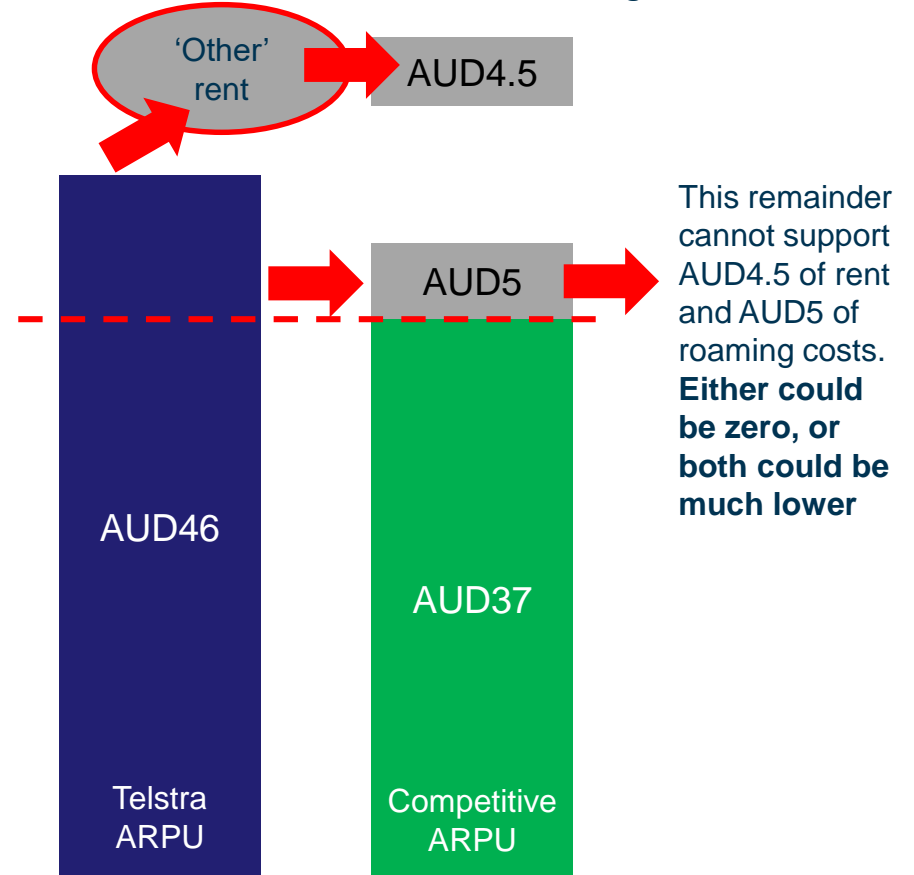 ‘Other’
rent
AUD4.5
AUD46
Telstra
ARPU
AUD5
AUD37
Competitive
ARPU
This remainder
cannot support
AUD4.5 of rent
and AUD5 of
roaming costs.
Either could
be zero, or
both could be
much lower